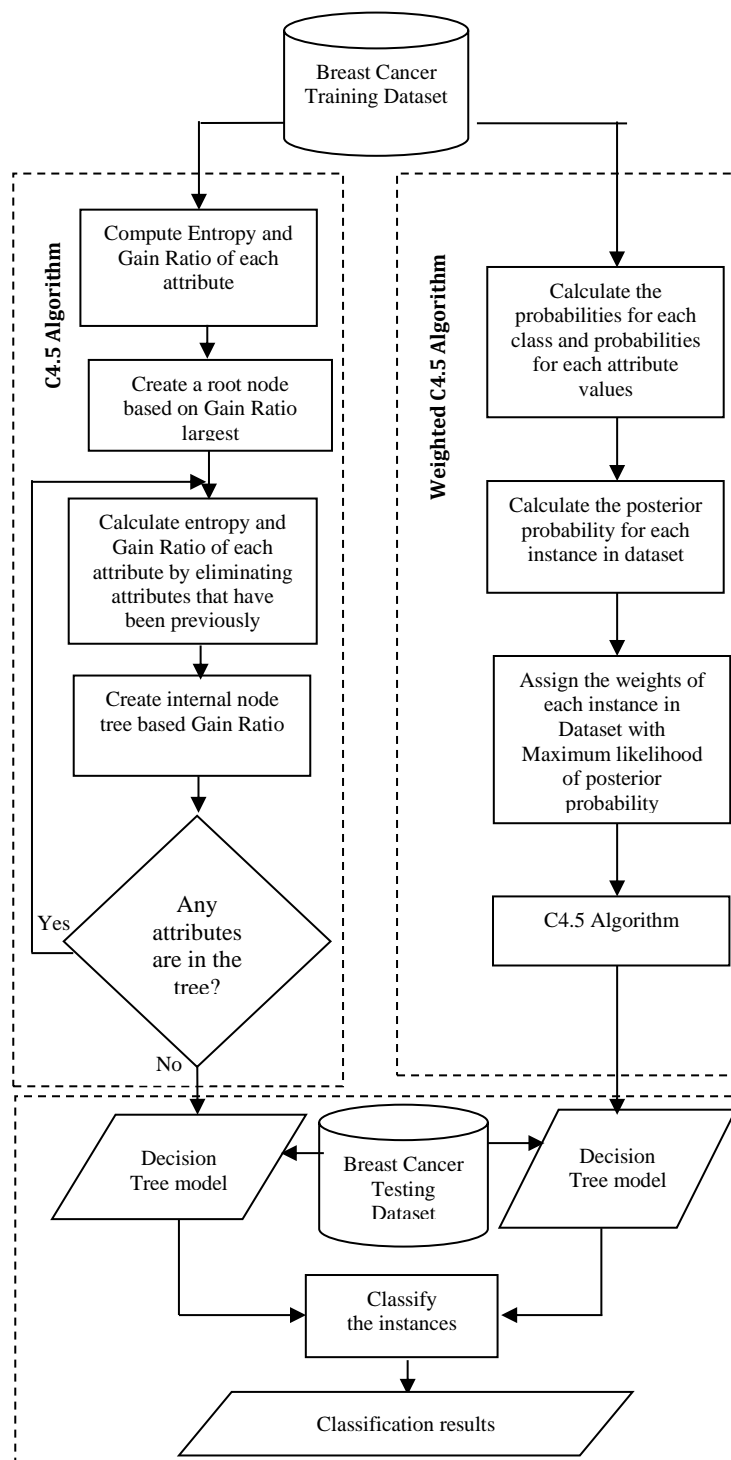 Breast Cancer
Training Dataset
C4.5 Algorithm
Compute Entropy and
Gain Ratio of each
attribute
Create a root node
based on Gain Ratio
largest
Calculate entropy and
Gain Ratio of each
attribute by eliminating
attributes that have
been previously
Create internal node
tree based Gain Ratio
Any
attributes
are in the
tree?
Yes
No
Weighted C4.5 Algorithm
Calculate the
probabilities for each
class and probabilities
for each attribute
values
Calculate the posterior
probability for each
instance in dataset
Assign the weights of
each instance in
Dataset with
Maximum likelihood
of posterior
probability
C4.5 Algorithm
Decision
Tree model
Breast Cancer
Testing
Dataset
Decision
Tree model
Classify
the instances
Classification results